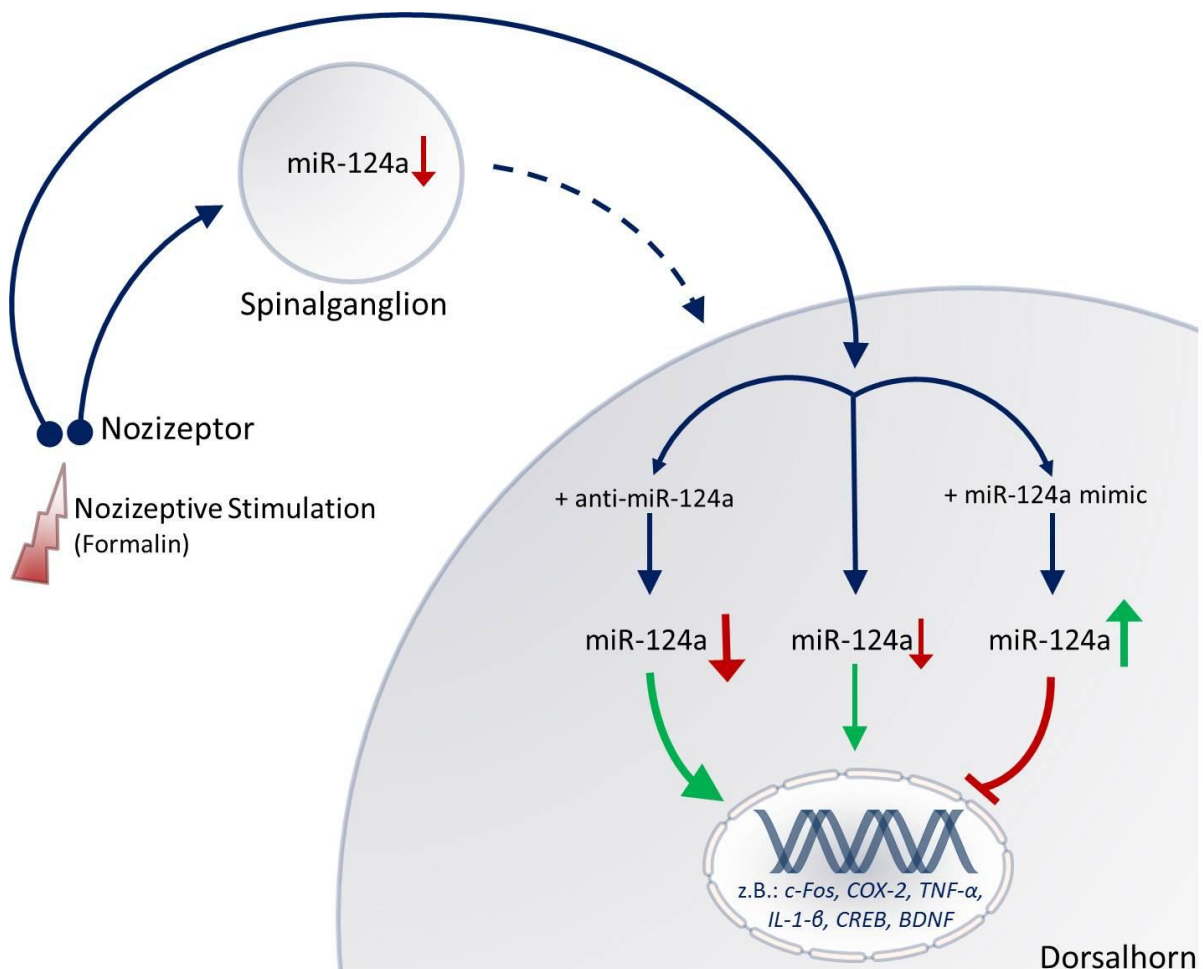 miR-124a
Spinalganglion
Nozizeptor
Nozizeptive Stimulation
(Formalin)
+ anti-miR-124a
+ miR-124a mimic
miR-124a
miR-124a
miR-124a
z.B.: c-Fos, COX-2, TNF-α,
IL-1-β, CREB, BDNF
Dorsalhorn